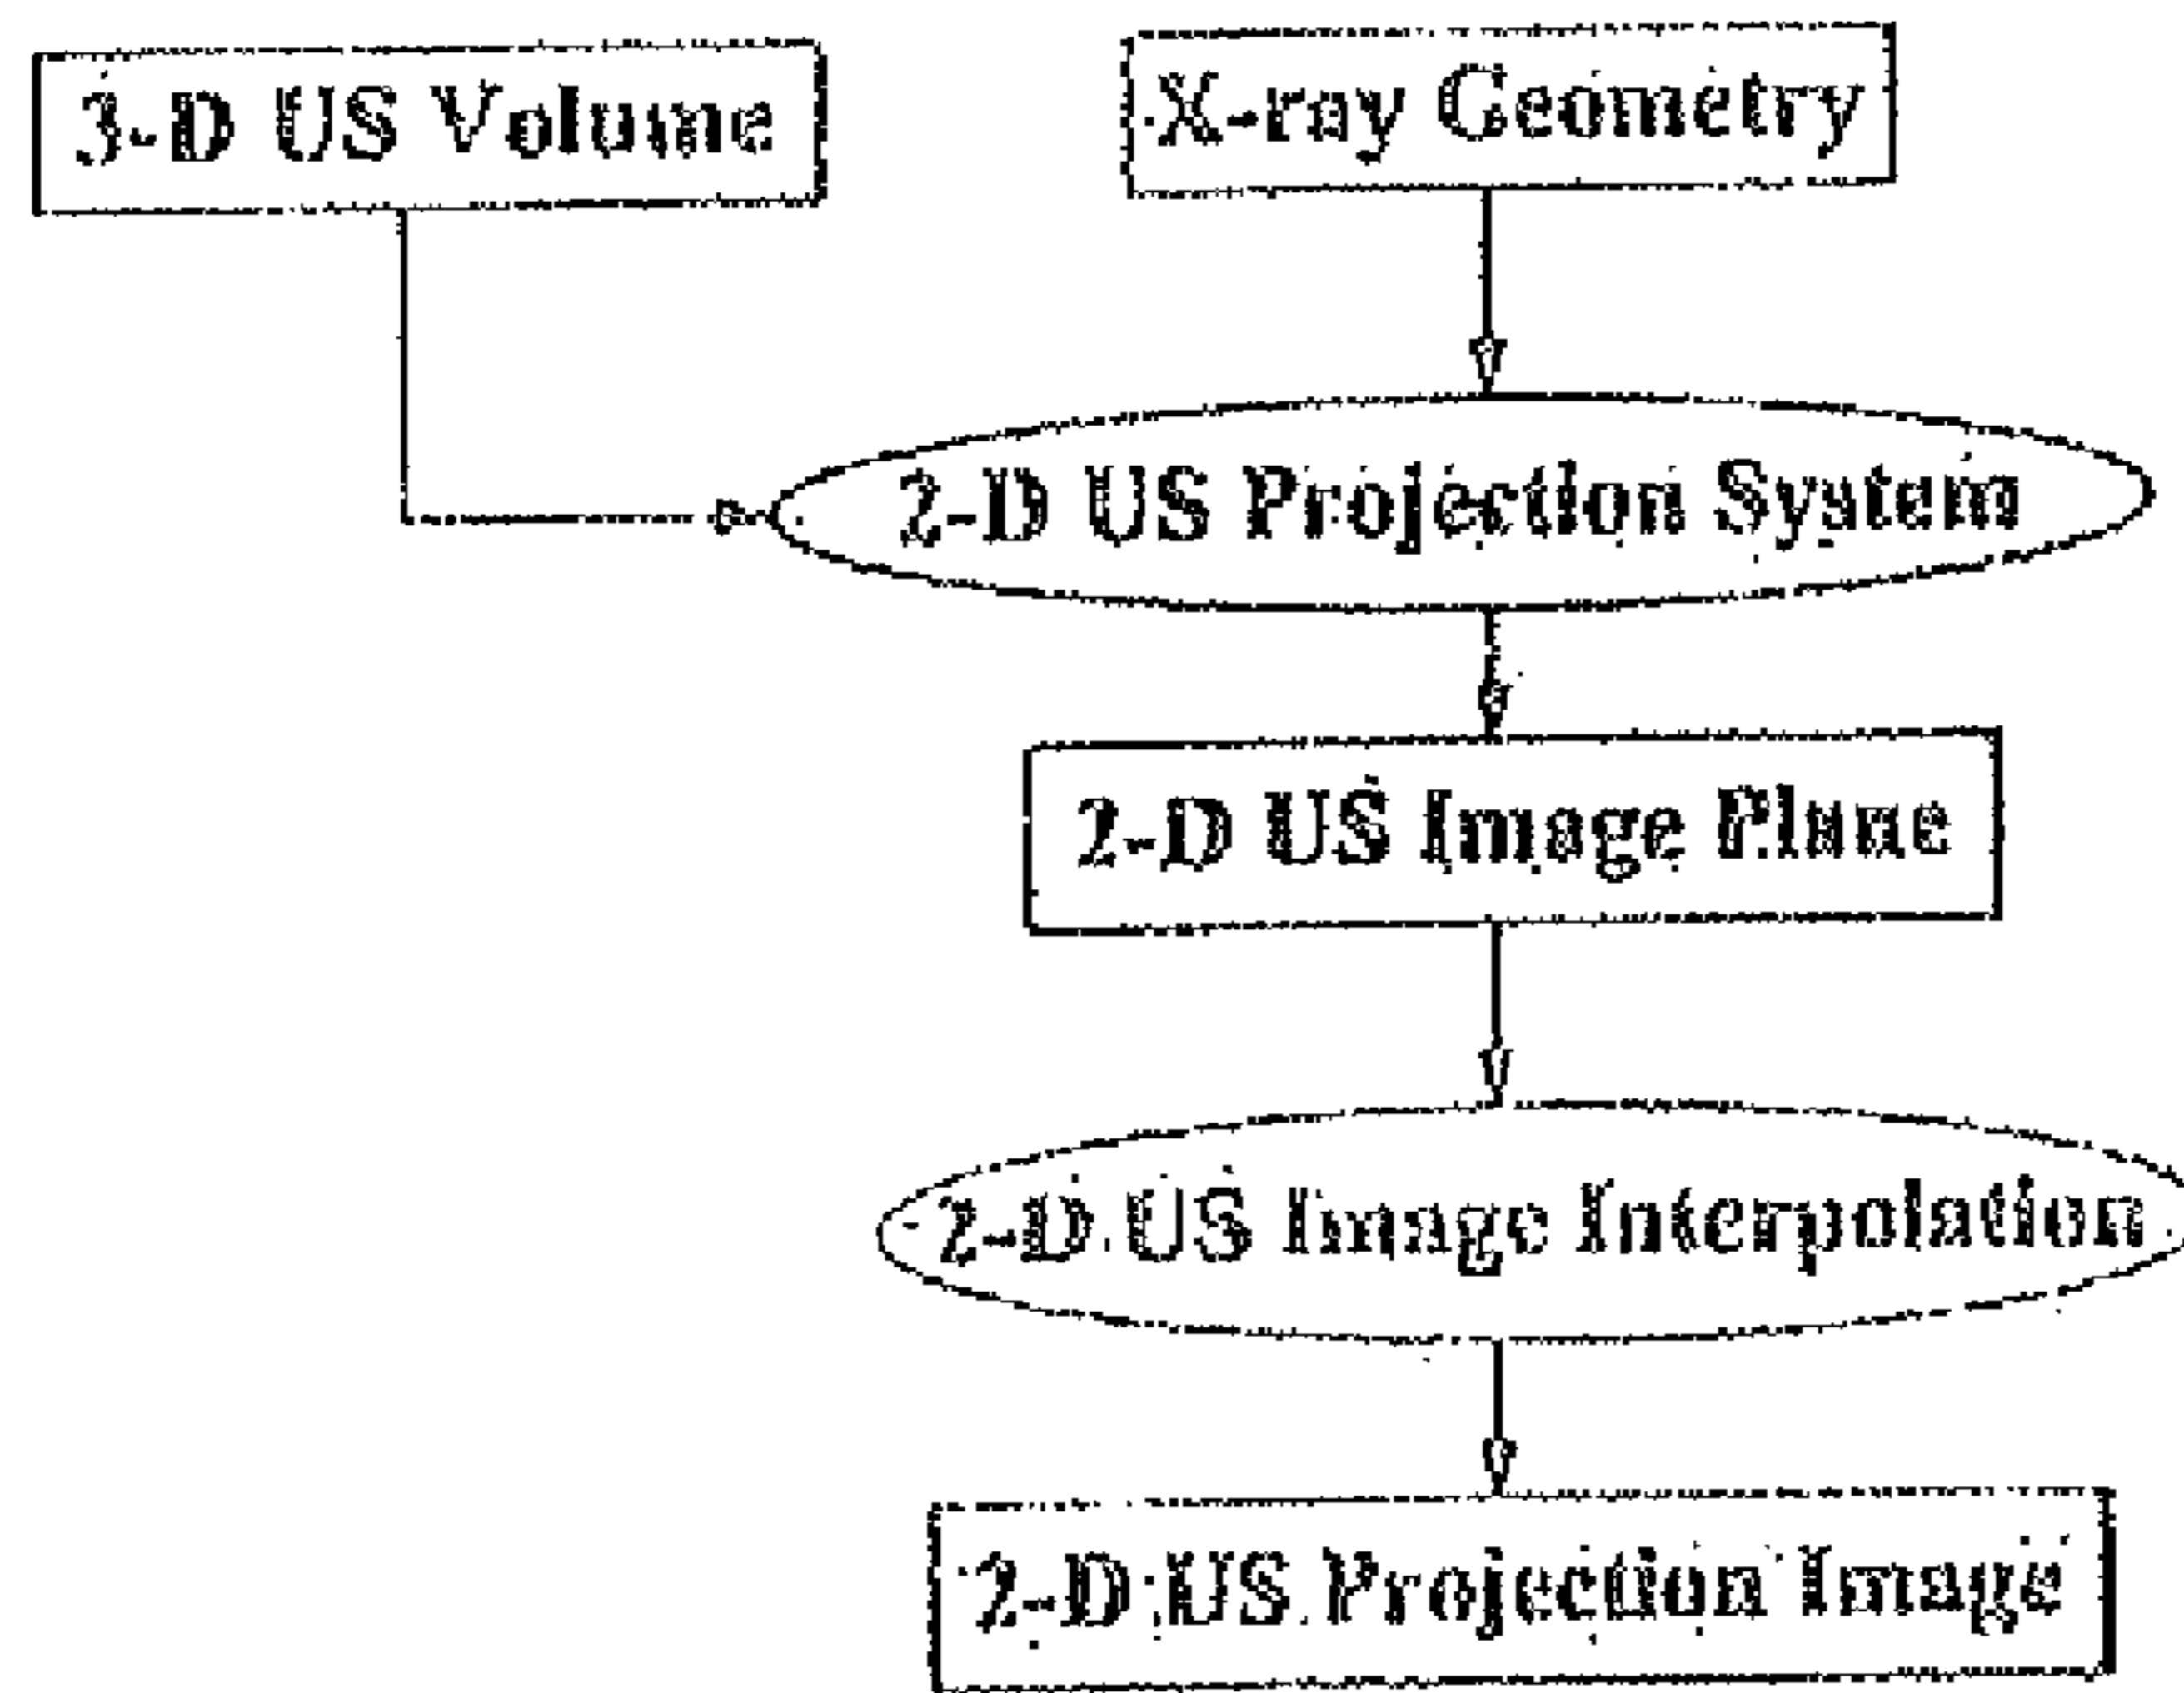 3-D US Volume
X-ray Geometry
2-D US Projection System
2-D US Image Plane
2-D US Image Interpolation
2-D US Projection Image